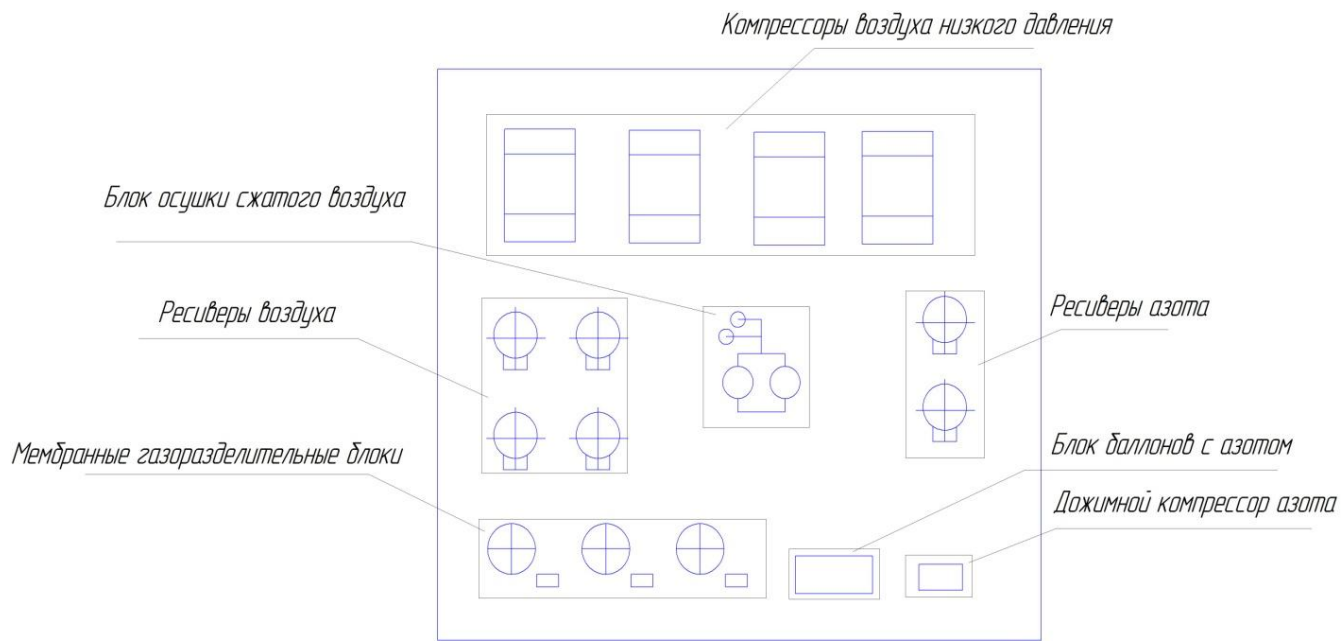 Компрессоры воздуха низкого давления
Блок осушки сжатого воздуха
Ресиверы воздуха
Ресиверы азота
Мембранные газоразделительные блоки
Блок баллонов с азотом
Дожимной компрессор азота